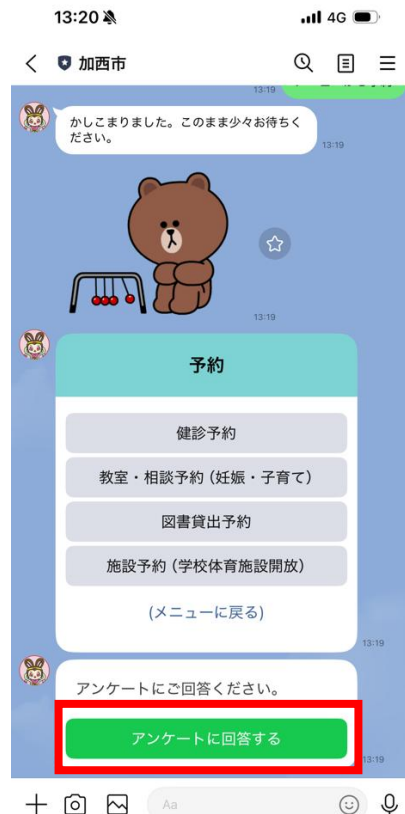 13:20
4G
加西市
13:19
かしこまりました。このまま少々お待ちく
ださい。
13:19
13:19
予約
健診予約
教室・相談予約(妊娠・子育て)
図書貸出予約
施設予約(学校体育施設開放)
(メニューに戻る)
13:19
アンケートにご回答ください。
アンケートに回答する
13:19
Aa